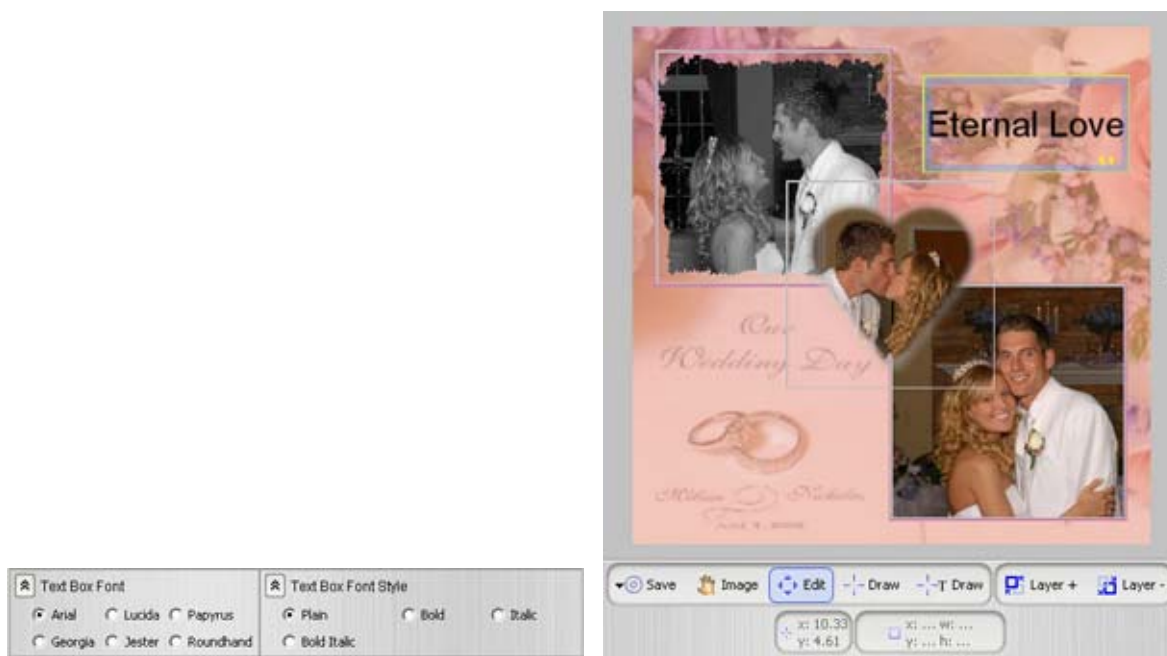 Eternal Love
Our
Wedding Day
Nicholas
Text Box Font
Arial Lucida Papyrus
Georgia Jester Roundhand
Text Box Font Style
Plain Bold Italic
Bold Italic
Save Image Edit Draw T Draw Layer + Layer -
x: 10.33
y: 4.61
x: ... w: ...
y: ... h: ...